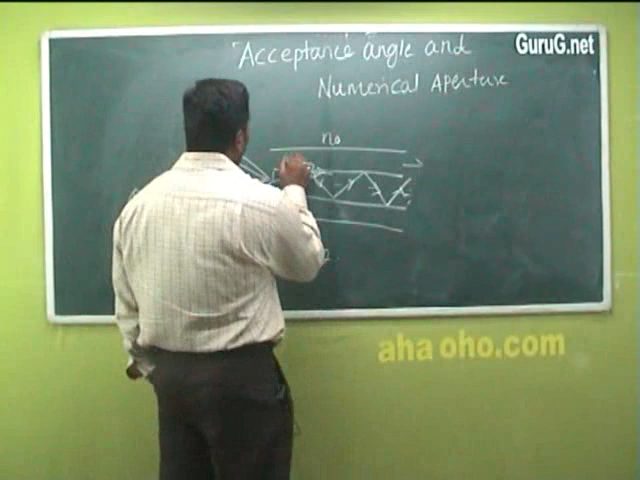 Acceptance angle and
GuruG.net
Numerical Aperture
no
aha oho.com